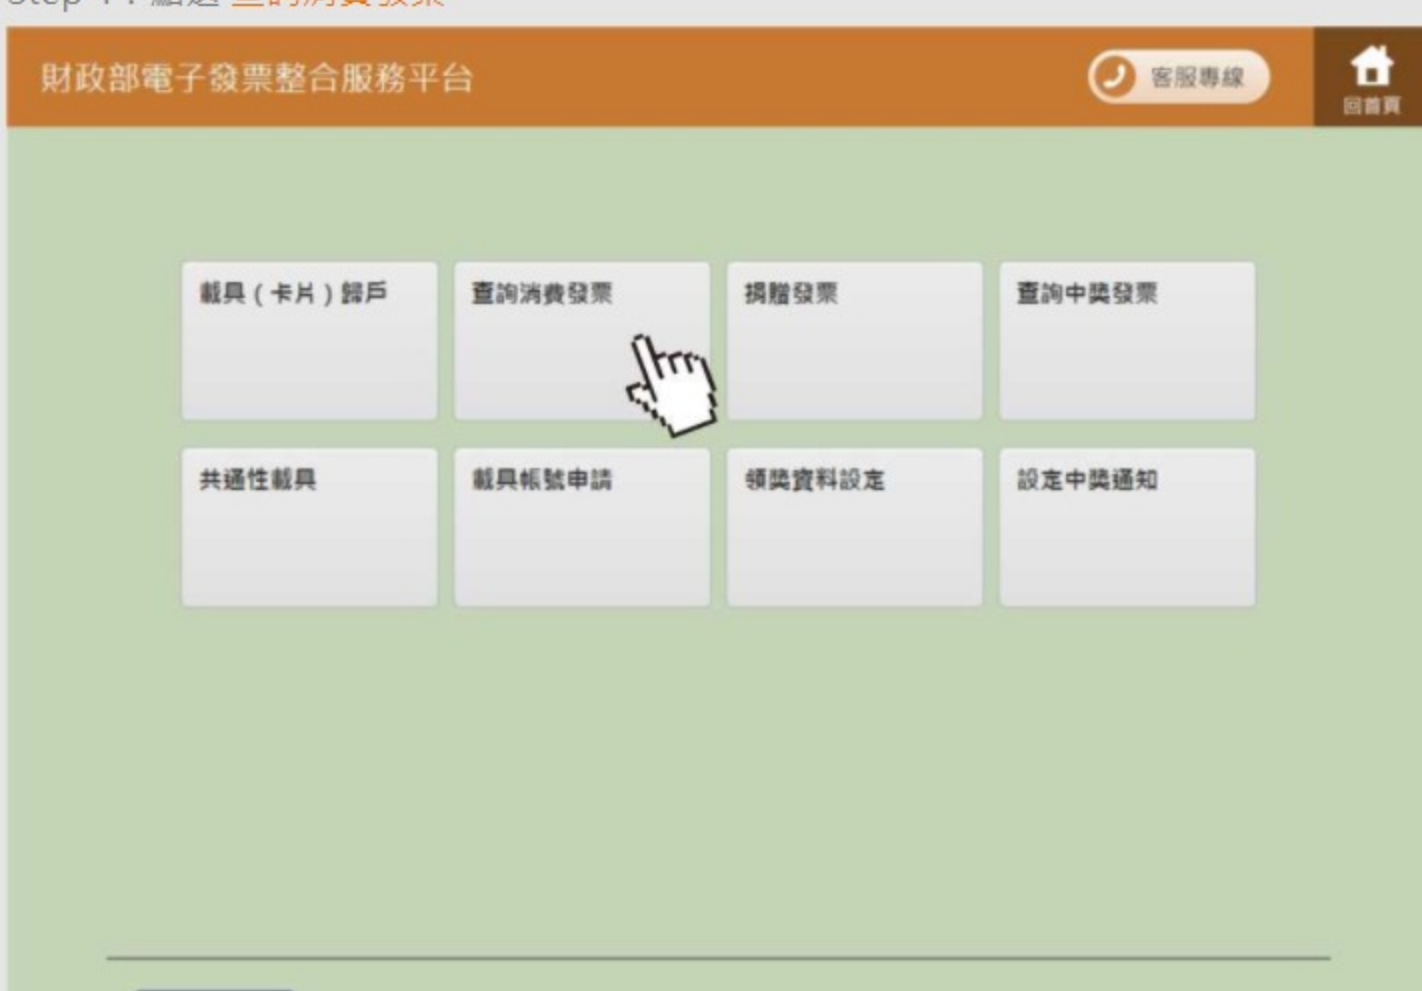 財政部電子發票整合服務平台
客服專線
回首頁
載具(卡片)歸戶
查詢消費發票
捐贈發票
查詢中獎發票
共通性載具
載具帳號申請
領獎資料設定
設定中獎通知